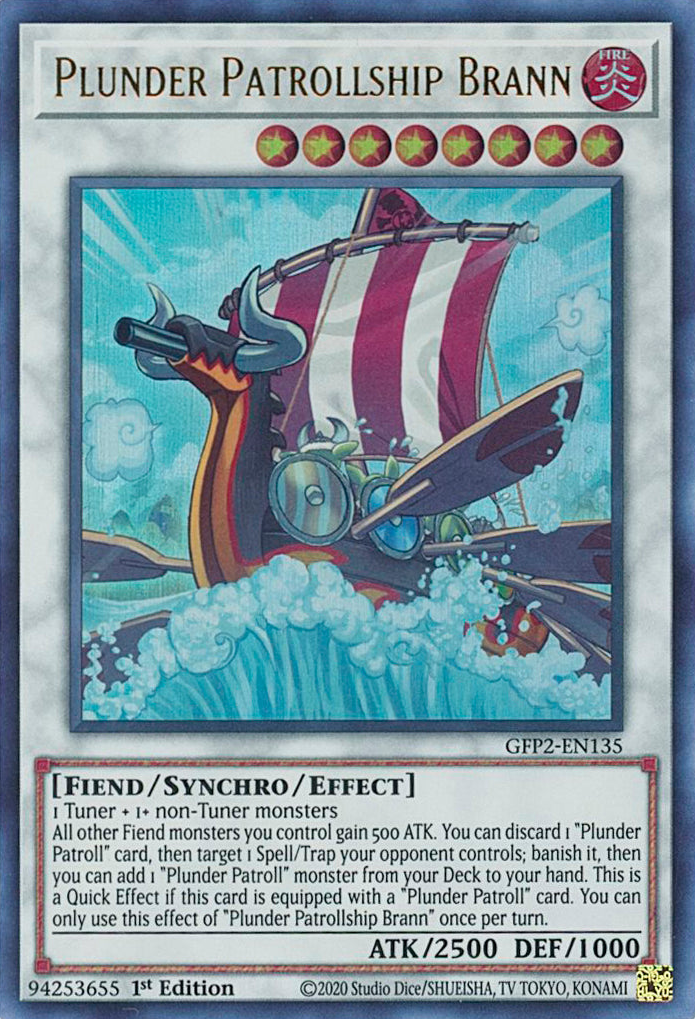 PLUNDER PATROLLSHIP BRANN
FIRE
炎
GFP2-EN135
[FIEND/SYNCHRO/EFFECT]
1 Tuner + 1+ non-Tuner monsters
All other Fiend monsters you control gain 500 ATK. You can discard 1 "Plunder
Patroll" card, then target 1 Spell/Trap your opponent controls; banish it, then
you can add 1 "Plunder Patroll" monster from your Deck to your hand. This is
a Quick Effect if this card is equipped with a "Plunder Patroll" card. You can
only use this effect of "Plunder Patrollship Brann" once per turn.
ATK/2500 DEF/1000
94253655 1st Edition ©2020 Studio Dice/SHUEISHA, TV TOKYO, KONAMI